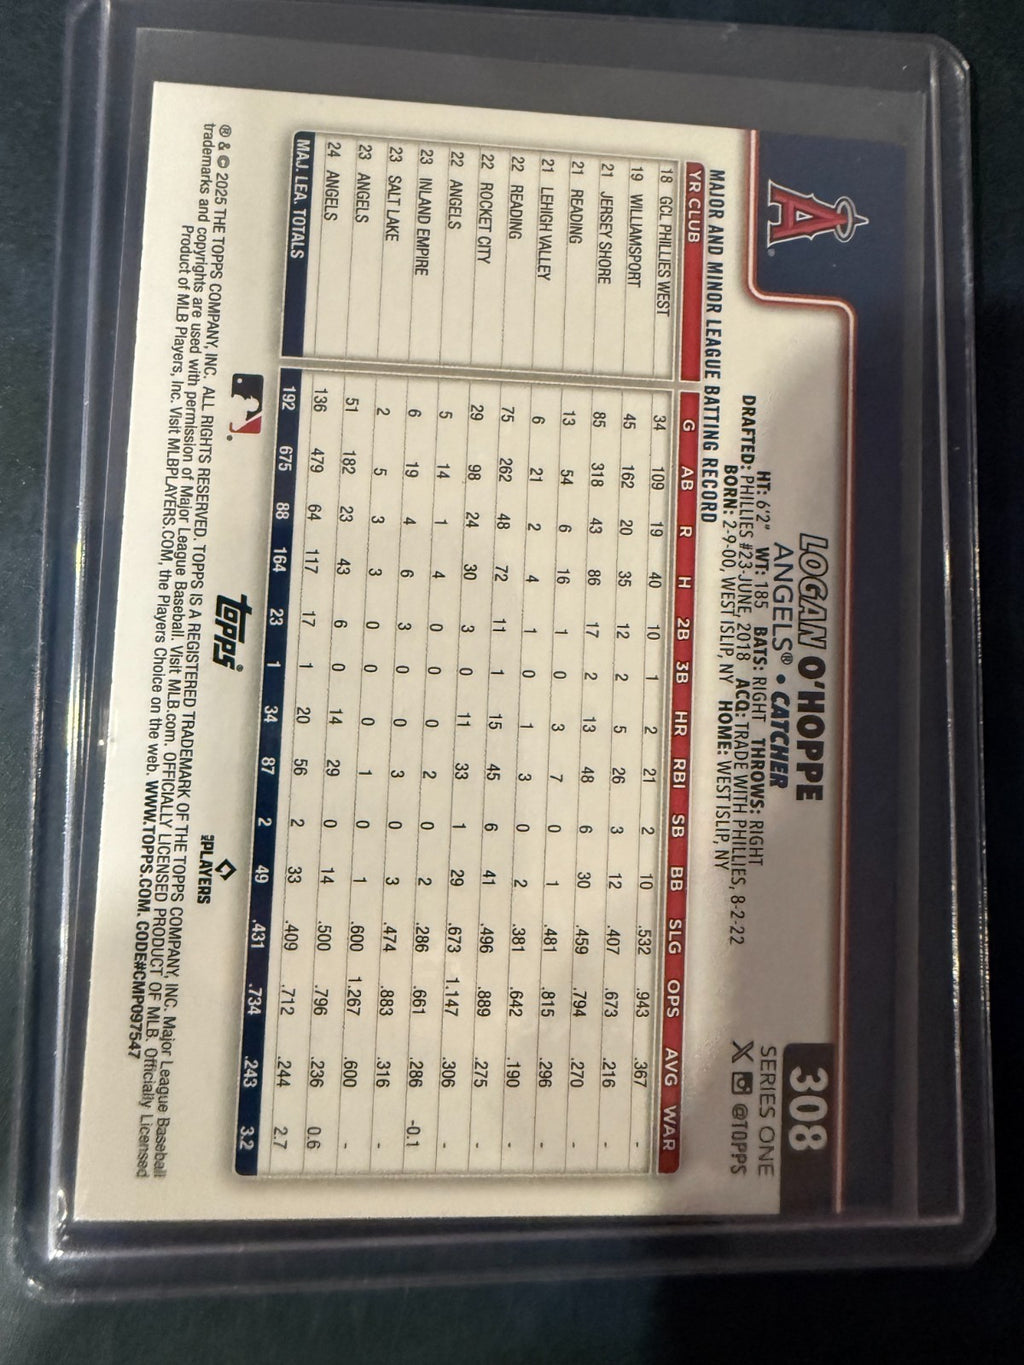 308
LOGAN O'HOPPE
ANGELS® • CATCHER
SERIES ONE
@TOPPS
HT: 6'2" WT: 185 BATS: RIGHT THROWS: RIGHT
DRAFTED: PHILLIES #23-JUNE, 2018 ACQ: TRADE WITH PHILLIES, 8-2-22
BORN: 2-9-00, WEST ISLIP, NY HOME: WEST ISLIP, NY
MAJOR AND MINOR LEAGUE BATTING RECORD
YR CLUB G AB R H 2B 3B HR RBI SB BB SLG OPS AVG WAR
18 GCL PHILLIES WEST 34 109 19 40 10 1 2 21 2 10 .532 .943 .367 -
19 WILLIAMSPORT 45 162 20 35 12 2 5 26 3 12 .407 .673 .216 -
21 JERSEY SHORE 85 318 43 86 17 2 13 48 6 30 .459 .794 .270 -
21 READING 13 54 6 16 1 0 3 7 0 1 .481 .815 .296 -
21 LEHIGH VALLEY 6 21 2 4 1 0 1 3 0 2 .381 .642 .190 -
22 READING 75 262 48 72 11 1 15 45 6 41 .496 .889 .275 -
22 ROCKET CITY 29 98 24 30 3 0 11 33 1 29 .673 1.147 .306 -
22 ANGELS 5 14 1 4 0 0 0 2 0 2 .286 .661 .286 -0.1
23 INLAND EMPIRE 6 19 4 6 3 0 0 3 0 3 .474 .883 .316 -
23 SALT LAKE 2 5 3 3 0 0 0 1 0 1 .600 1.267 .600 -
23 ANGELS 51 182 23 43 6 0 14 29 0 14 .500 .796 .236 0.6
24 ANGELS 136 479 64 117 17 1 20 56 2 33 .409 .712 .244 2.7
MAJ. LEA. TOTALS 192 675 88 164 23 1 34 87 2 49 .431 .734 .243 3.2
topps
PLAYERS
® & © 2025 THE TOPPS COMPANY, INC. ALL RIGHTS RESERVED. TOPPS IS A REGISTERED TRADEMARK OF THE TOPPS COMPANY, INC. Major League Baseball
trademarks and copyrights are used with permission of Major League Baseball. Visit MLB.com. OFFICIALLY LICENSED PRODUCT OF MLB. Officially Licensed
Product of MLB Players, Inc. Visit MLBPLAYERS.COM, the Players Choice on the web. WWW.TOPPS.COM. CODE#CMP097547